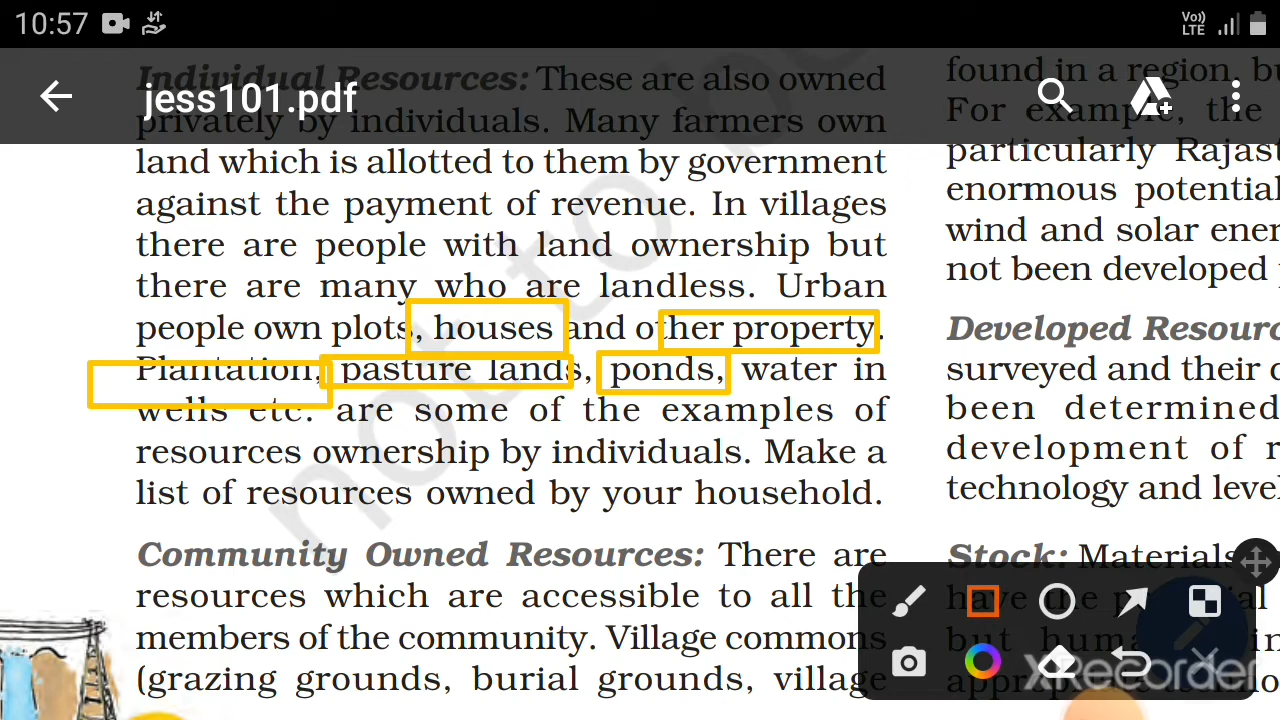 10:57
Vo)) LTE
jess101.pdf
Individual Resources: These are also owned
privately by individuals. Many farmers own
land which is allotted to them by government
against the payment of revenue. In villages
there are people with land ownership but
there are many who are landless. Urban
people own plots, houses and other property.
Plantation, pasture lands, ponds, water in
wells etc. are some of the examples of
resources ownership by individuals. Make a
list of resources owned by your household.
Community Owned Resources: There are
resources which are accessible to all the
members of the community. Village commons
(grazing grounds, burial grounds, village
found in a region, bu
For example, the
particularly Rajast
enormous potential
wind and solar ener
not been developed
Developed Resourc
surveyed and their
been determined
development of r
technology and level
Stock: Materials
have the
but hum
XRecorder
not to b